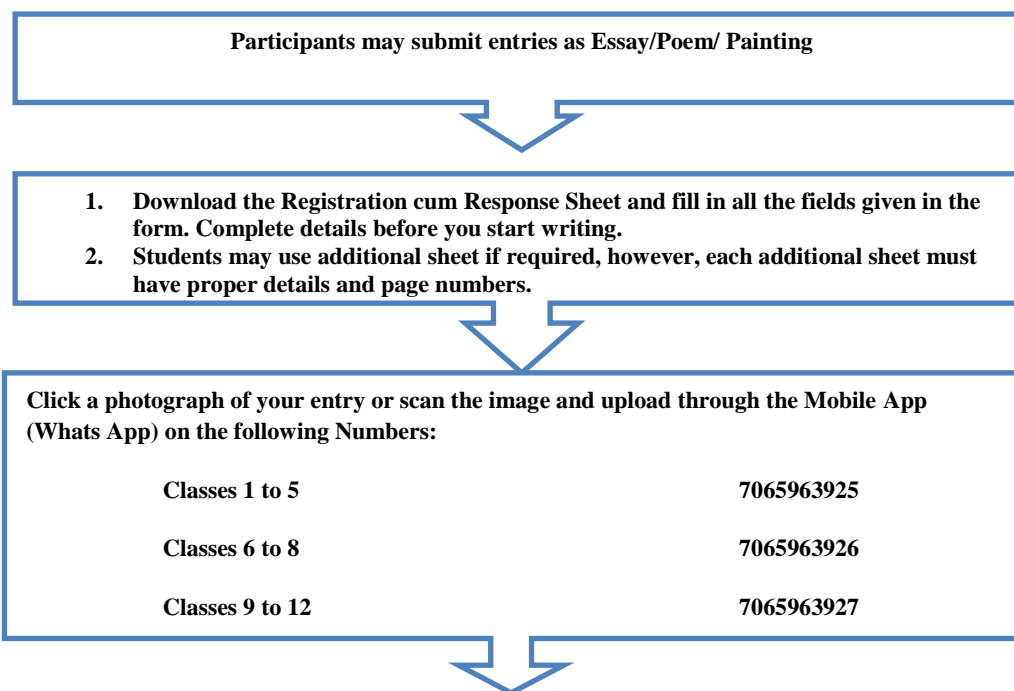 Participants may submit entries as Essay/Poem/ Painting
1. Download the Registration cum Response Sheet and fill in all the fields given in the
form. Complete details before you start writing.
2. Students may use additional sheet if required, however, each additional sheet must
have proper details and page numbers.
Click a photograph of your entry or scan the image and upload through the Mobile App
(Whats App) on the following Numbers:
Classes 1 to 5 7065963925
Classes 6 to 8 7065963926
Classes 9 to 12 7065963927